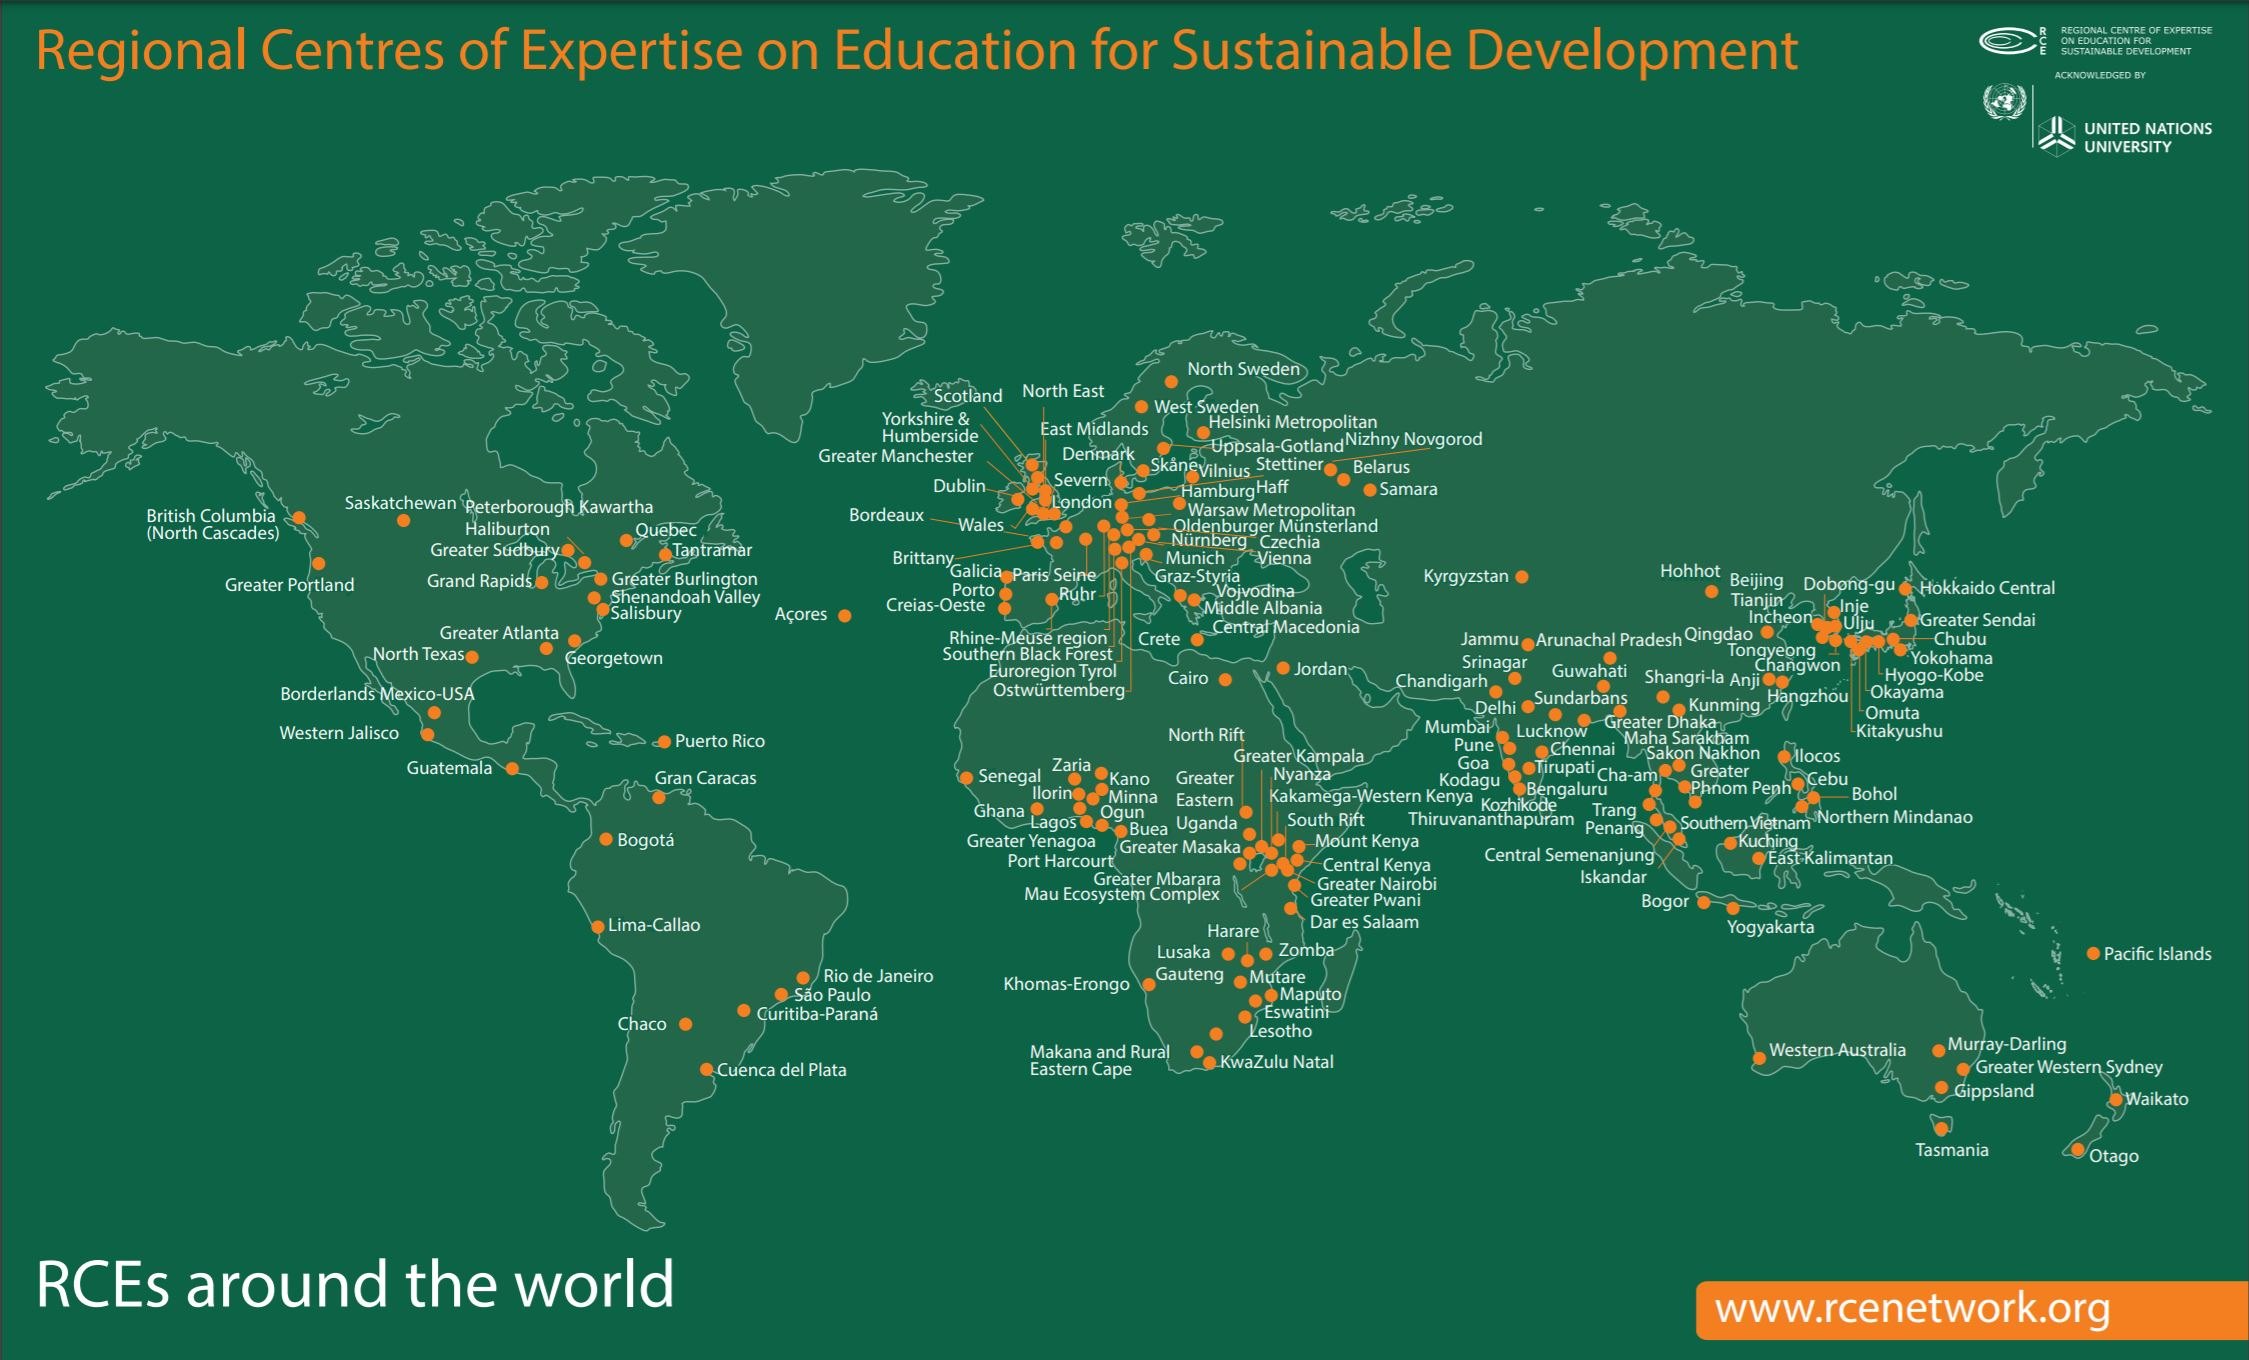 Regional Centres of Expertise on Education for Sustainable Development
RCE
REGIONAL CENTRE OF EXPERTISE
ON EDUCATION FOR
SUSTAINABLE DEVELOPMENT
ACKNOWLEDGED BY
UNITED NATIONS
UNIVERSITY
British Columbia
(North Cascades)
Saskatchewan
Peterborough Kawartha
Haliburton
Greater Sudbury
Quebec
Tantramar
Grand Rapids
Greater Portland
Greater Burlington
Shenandoah Valley
Salisbury
Greater Atlanta
North Texas
Georgetown
Borderlands Mexico-USA
Western Jalisco
Guatemala
Puerto Rico
Gran Caracas
Bogotá
Lima-Callao
Rio de Janeiro
São Paulo
Curitiba-Paraná
Chaco
Cuenca del Plata
Açores
North Sweden
Scotland
North East
West Sweden
Yorkshire &
Humberside
East Midlands
Helsinki Metropolitan
Uppsala-Gotland
Nizhny Novgorod
Greater Manchester
Denmark
Skåne
Vilnius
Stettiner
Haff
Belarus
Samara
Dublin
Severn
London
Hamburg
Bordeaux
Wales
Warsaw Metropolitan
Oldenburger Münsterland
Nürnberg
Czechia
Brittany
Munich
Vienna
Galicia
Paris Seine
Graz-Styria
Porto
Ruhr
Vojvodina
Creias-Oeste
Middle Albania
Central Macedonia
Rhine-Meuse region
Crete
Southern Black Forest
Euroregion Tyrol
Ostwürttemberg
Cairo
Jordan
North Rift
Greater Kampala
Nyanza
Senegal
Zaria
Kano
Greater
Eastern
Uganda
Ilorin
Minna
Kakamega-Western Kenya
Ghana
Ogun
Lagos
Buea
South Rift
Greater Yenagoa
Greater Masaka
Mount Kenya
Port Harcourt
Central Kenya
Greater Mbarara
Greater Nairobi
Mau Ecosystem Complex
Greater Pwani
Dar es Salaam
Harare
Lusaka
Zomba
Khomas-Erongo
Gauteng
Mutare
Maputo
Eswatini
Lesotho
Makana and Rural
Eastern Cape
KwaZulu Natal
Kyrgyzstan
Hohhot
Beijing
Tianjin
Dobong-gu
Hokkaido Central
Incheon
Inje
Ulju
Greater Sendai
Jammu
Arunachal Pradesh
Qingdao
Chubu
Tongyeong
Yokohama
Srinagar
Guwahati
Changwon
Chandigarh
Shangri-la
Anji
Hyogo-Kobe
Sundarbans
Hangzhou
Okayama
Delhi
Kunming
Omuta
Mumbai
Lucknow
Greater Dhaka
Kitakyushu
Maha Sarakham
Pune
Chennai
Sakon Nakhon
Ilocos
Goa
Tirupati
Cha-am
Greater
Phnom Penh
Cebu
Kodagu
Bengaluru
Bohol
Kozhikode
Thiruvananthapuram
Trang
Northern Mindanao
Penang
Southern Vietnam
Kuching
Central Semenanjung
East Kalimantan
Iskandar
Bogor
Yogyakarta
Pacific Islands
Western Australia
Murray-Darling
Greater Western Sydney
Gippsland
Waikato
Tasmania
Otago
RCEs around the world
www.rcenetwork.org